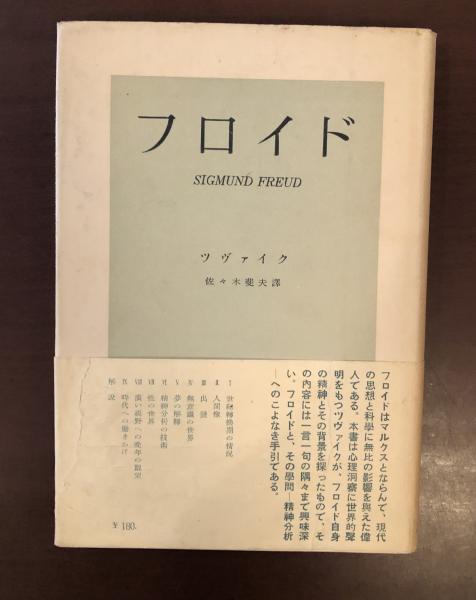 フロイド
SIGMUND FREUD
ツヴァイク
佐々木斐夫譯
フロイドはマルクスとならんで、現代
の思想と科學に無比の影響を與えた偉
人である。本書は心理洞察に世界的聲
明をもつツヴァイクが、フロイド自身
の精神とその背景を探ったもので、そ
の内容には一言一句の隅々まで興味深
い。フロイドと、その學問—精神分析
—へのこよなき手引である。
Ⅰ 世紀轉換期の情況
Ⅱ 人間像
Ⅲ 出發
Ⅳ 無意識の世界
Ⅴ 夢の解釋
Ⅵ 精神分析の技術
Ⅶ 性の世界
Ⅷ 廣い視野への晩年の眺望
Ⅸ 時代への働きかけ
解説
¥ 180.